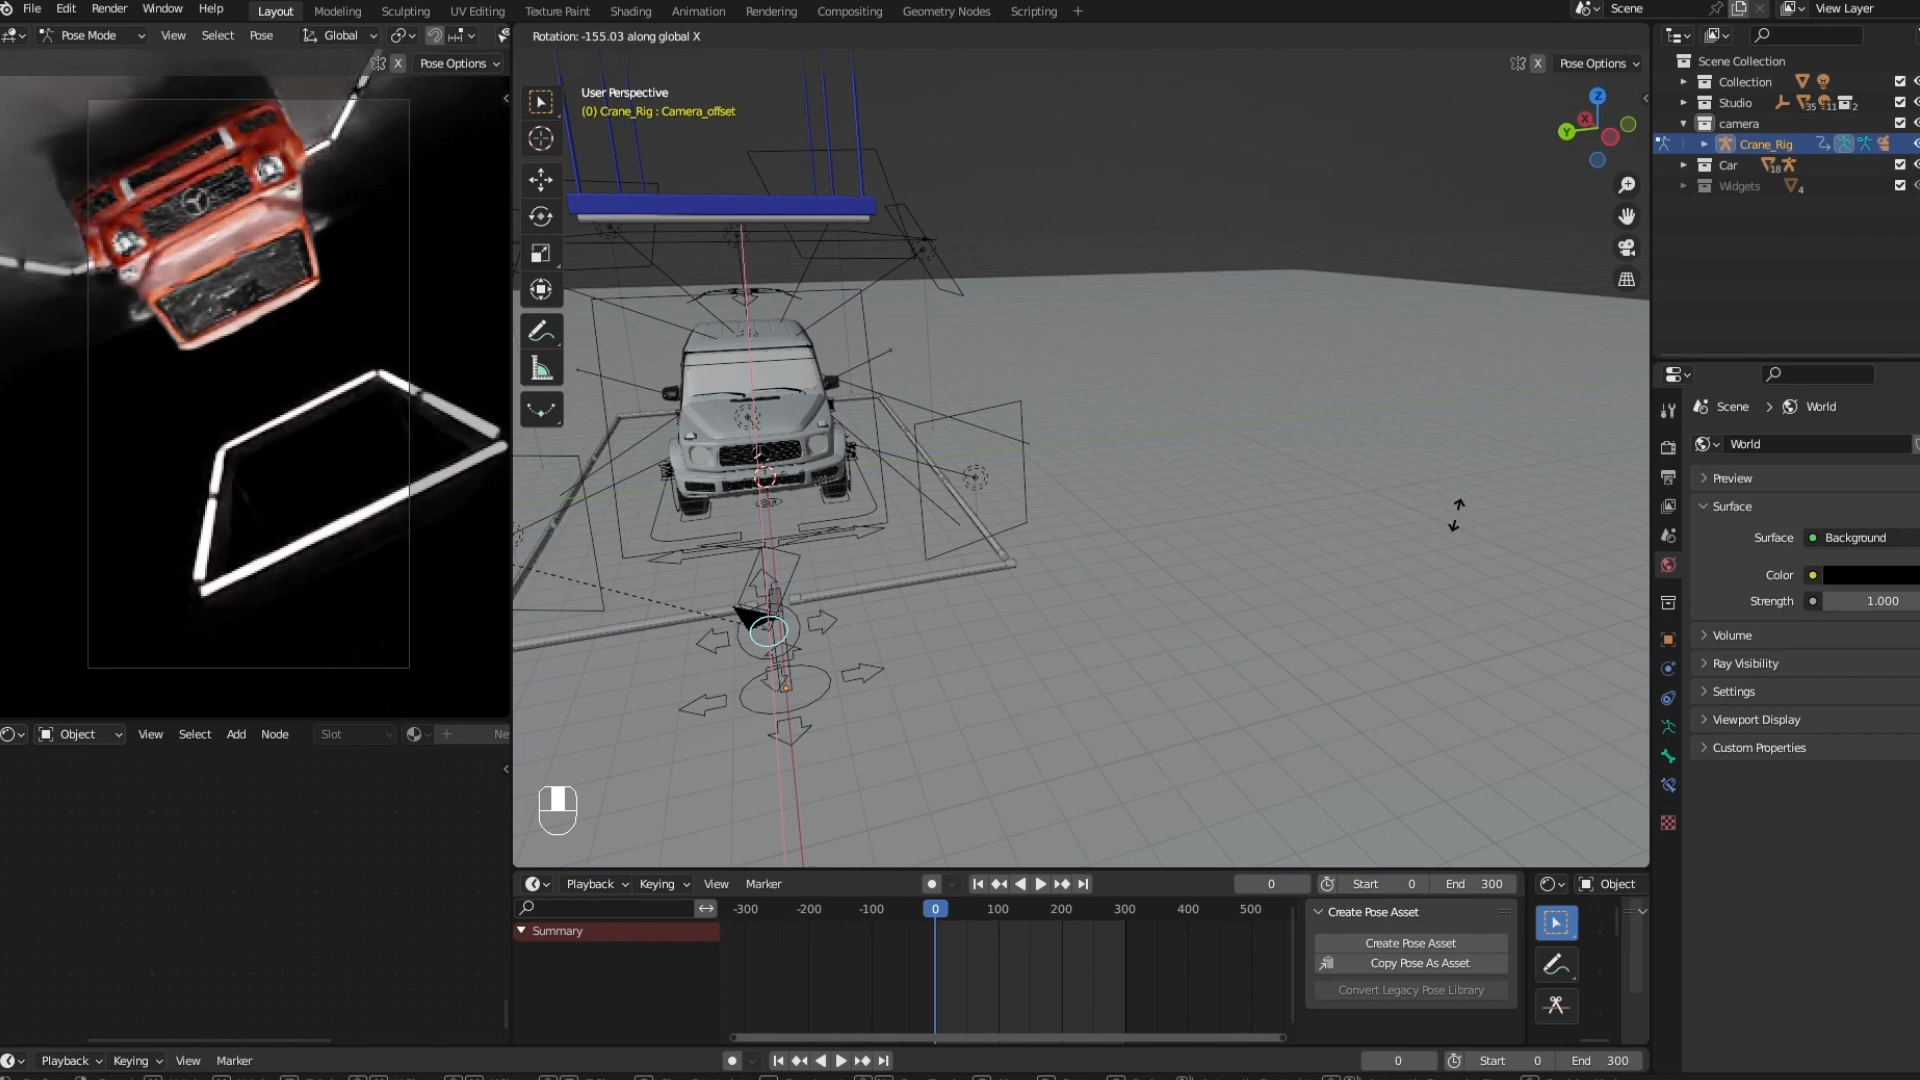 File Edit Render Window Help Layout Modeling Sculpting UV Editing Texture Paint Shading Animation Rendering Compositing Geometry Nodes Scripting + Scene View Layer
Pose Mode View Select Pose Global
Rotation: -155.03 along global X
X Pose Options
X Pose Options
User Perspective
(0) Crane_Rig : Camera_offset
Z
X
Y
Scene Collection
Collection
Studio 35 11 2
camera
Crane_Rig
Car 18
Widgets 4
Scene > World
World
Preview
Surface
Surface Background
Color
Strength 1.000
Volume
Ray Visibility
Settings
Viewport Display
Custom Properties
Object View Select Add Node Slot + Ne
Playback Keying View Marker 0 Start 0 End 300 Object
-300 -200 -100 0 100 200 300 400 500
Summary
Create Pose Asset
Create Pose Asset
Copy Pose As Asset
Convert Legacy Pose Library
Playback Keying View Marker 0 Start 0 End 300